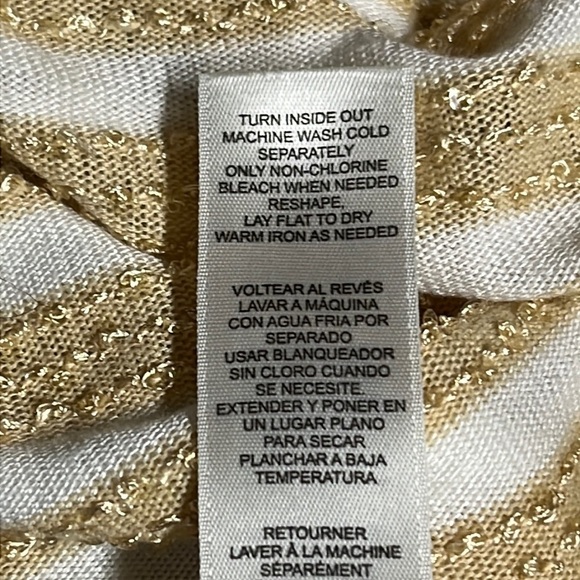 TURN INSIDE OUT
MACHINE WASH COLD
SEPARATELY
ONLY NON-CHLORINE
BLEACH WHEN NEEDED
RESHAPE,
LAY FLAT TO DRY
WARM IRON AS NEEDED
VOLTEAR AL REVÉS
LAVAR A MÁQUINA
CON AGUA FRIA POR
SEPARADO
USAR BLANQUEADOR
SIN CLORO CUANDO
SE NECESITE.
EXTENDER Y PONER EN
UN LUGAR PLANO
PARA SECAR
PLANCHAR A BAJA
TEMPERATURA
RETOURNER
LAVER À LA MACHINE
SÉPARÉMENT